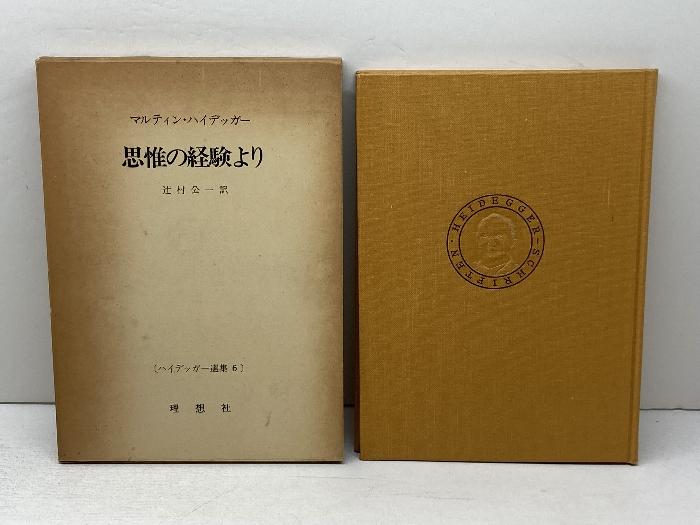 マルティン・ハイデッガー
思惟の経験より
辻村公一訳
〔ハイデッガー選集 6〕
理想社
HEIDEGGER-SCHRIFTEN・